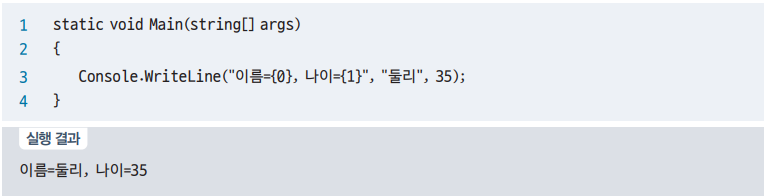 1 static void Main(string[] args)
2 {
3 Console.WriteLine("이름={0}, 나이={1}", "둘리", 35);
4 }
실행 결과
이름=둘리, 나이=35